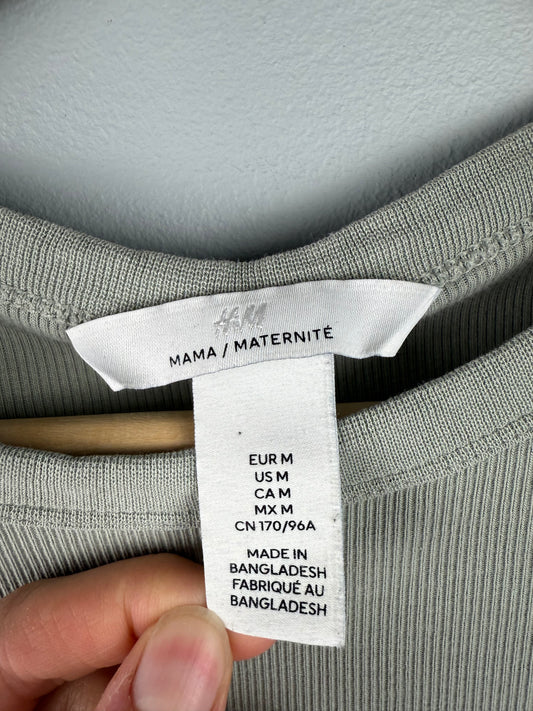 H&M
MAMA / MATERNITÉ
EUR M
US M
CA M
MX M
CN 170/96A
MADE IN
BANGLADESH
FABRIQUÉ AU
BANGLADESH